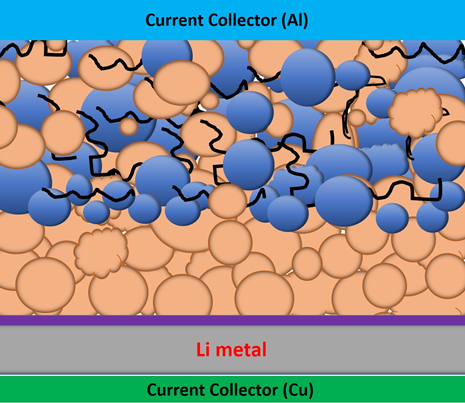 Current Collector (Al)
Li metal
Current Collector (Cu)